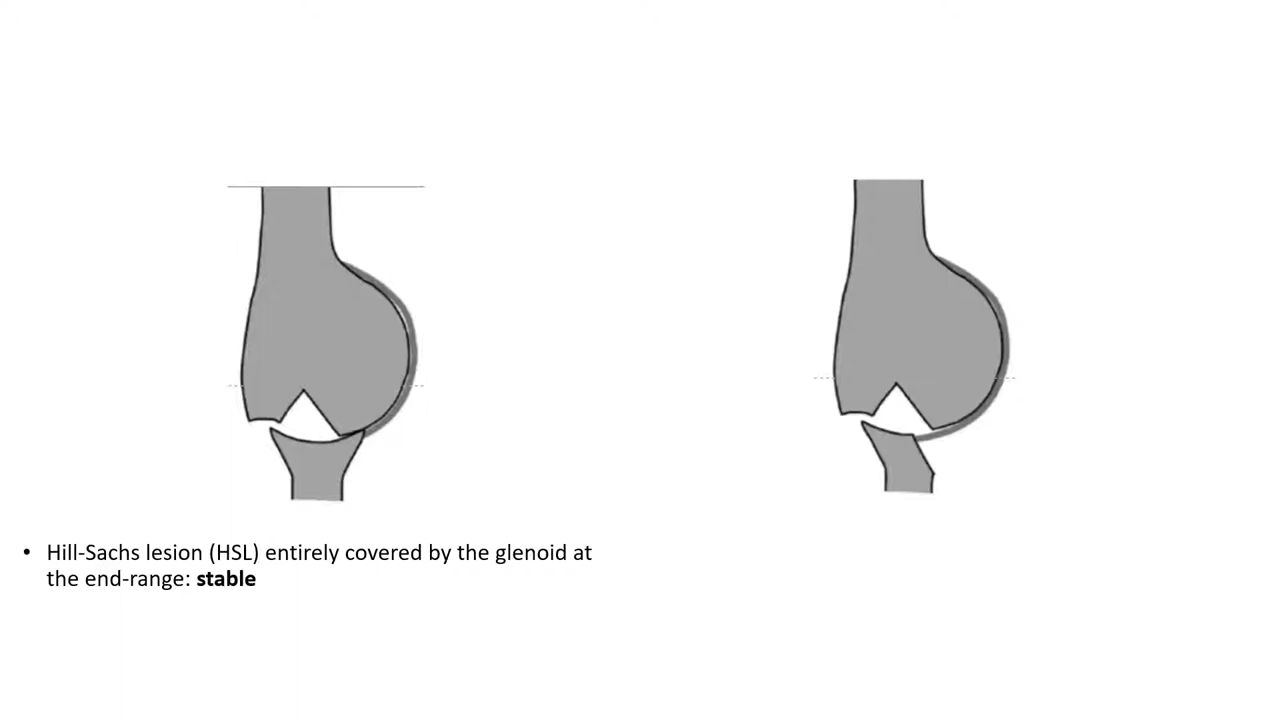 • Hill-Sachs lesion (HSL) entirely covered by the glenoid at
the end-range: stable